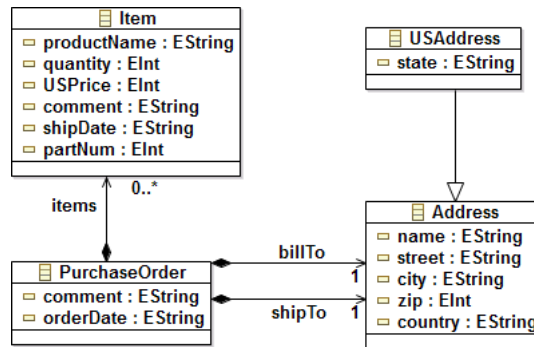 Item
productName : EString
quantity : EInt
USPrice : EInt
comment : EString
shipDate : EString
partNum : EInt
USAddress
state : EString
0..*
items
PurchaseOrder
comment : EString
orderDate : EString
billTo
1
shipTo
1
Address
name : EString
street : EString
city : EString
zip : EInt
country : EString